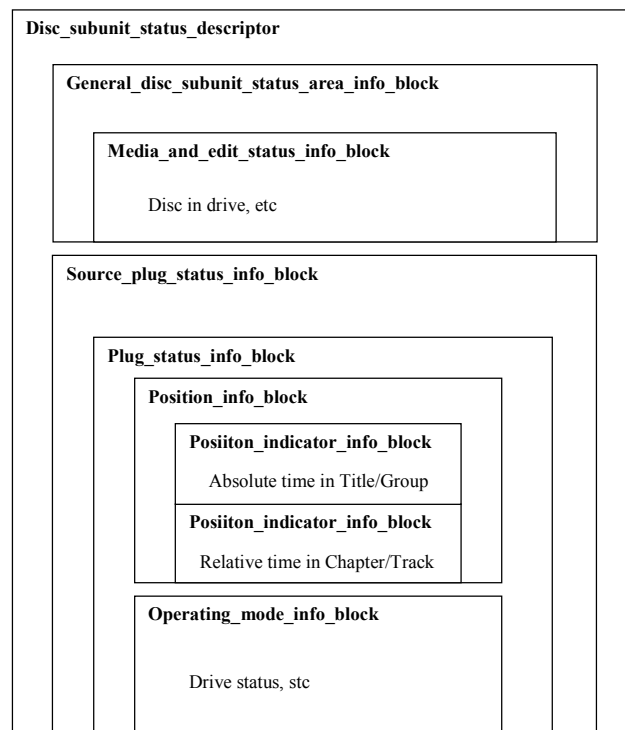 Disc_subunit_status_descriptor
General_disc_subunit_status_area_info_block
Media_and_edit_status_info_block
Disc in drive, etc
Source_plug_status_info_block
Plug_status_info_block
Position_info_block
Posiiton_indicator_info_block
Absolute time in Title/Group
Posiiton_indicator_info_block
Relative time in Chapter/Track
Operating_mode_info_block
Drive status, stc